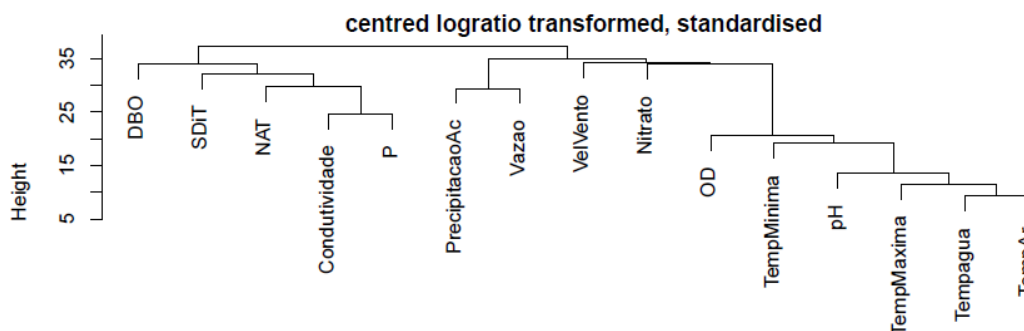 centred logratio transformed, standardised
Height
35
25
15
5
DBO
SDiT
NAT
Condutividade
P
PrecipitacaoAc
Vazao
VelVento
Nitrato
OD
TempMinima
pH
TempMaxima
Tempagua
TempAr